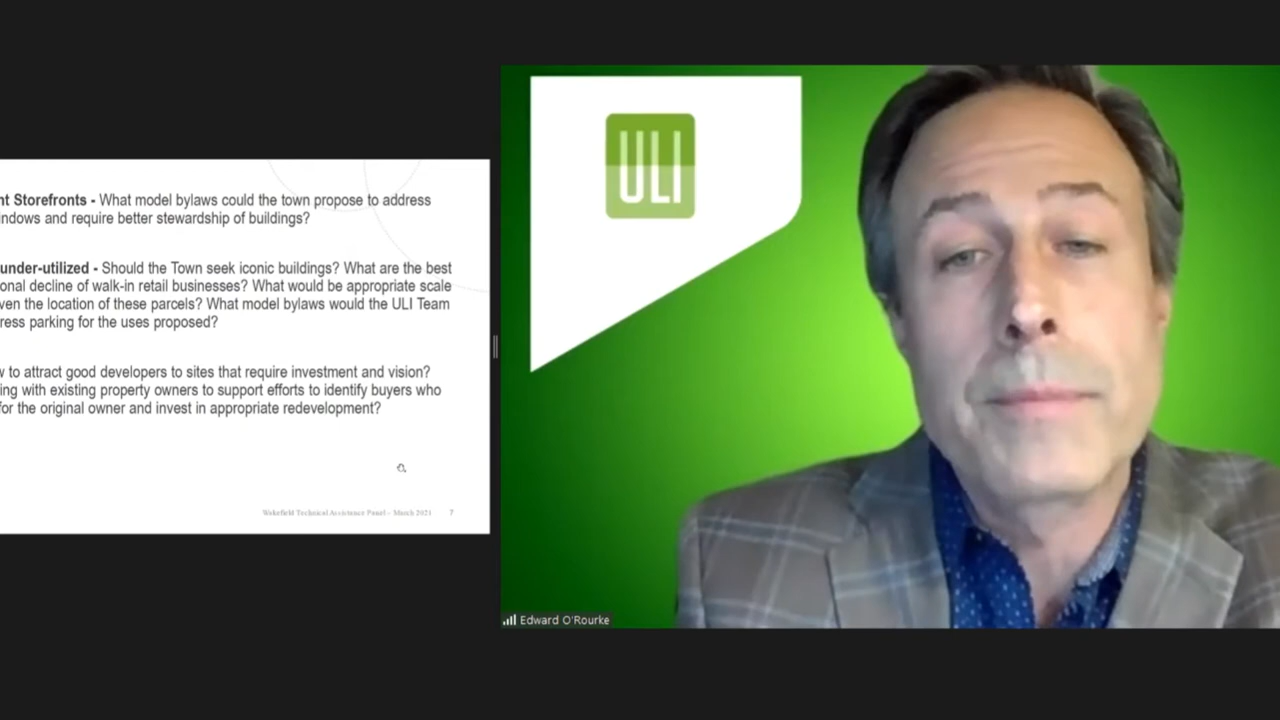 nt Storefronts - What model bylaws could the town propose to address
indows and require better stewardship of buildings?
under-utilized - Should the Town seek iconic buildings? What are the best
onal decline of walk-in retail businesses? What would be appropriate scale
ven the location of these parcels? What model bylaws would the ULI Team
ress parking for the uses proposed?
w to attract good developers to sites that require investment and vision?
ing with existing property owners to support efforts to identify buyers who
for the original owner and invest in appropriate redevelopment?
Wakefield Technical Assistance Panel - March 2021 7
ULI
Edward O'Rourke